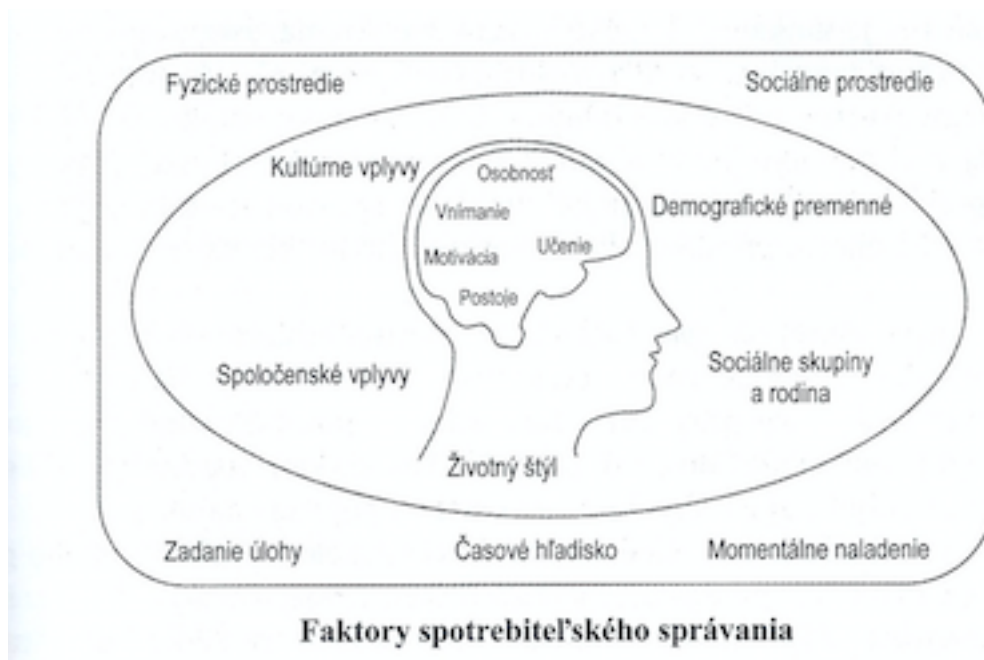 Fyzické prostredie
Sociálne prostredie
Kultúrne vplyvy
Osobnosť
Vnímanie
Demografické premenné
Učenie
Motivácia
Postoje
Spoločenské vplyvy
Sociálne skupiny
a rodina
Životný štýl
Zadanie úlohy
Časové hľadisko
Momentálne naladenie
Faktory spotrebiteľského správania